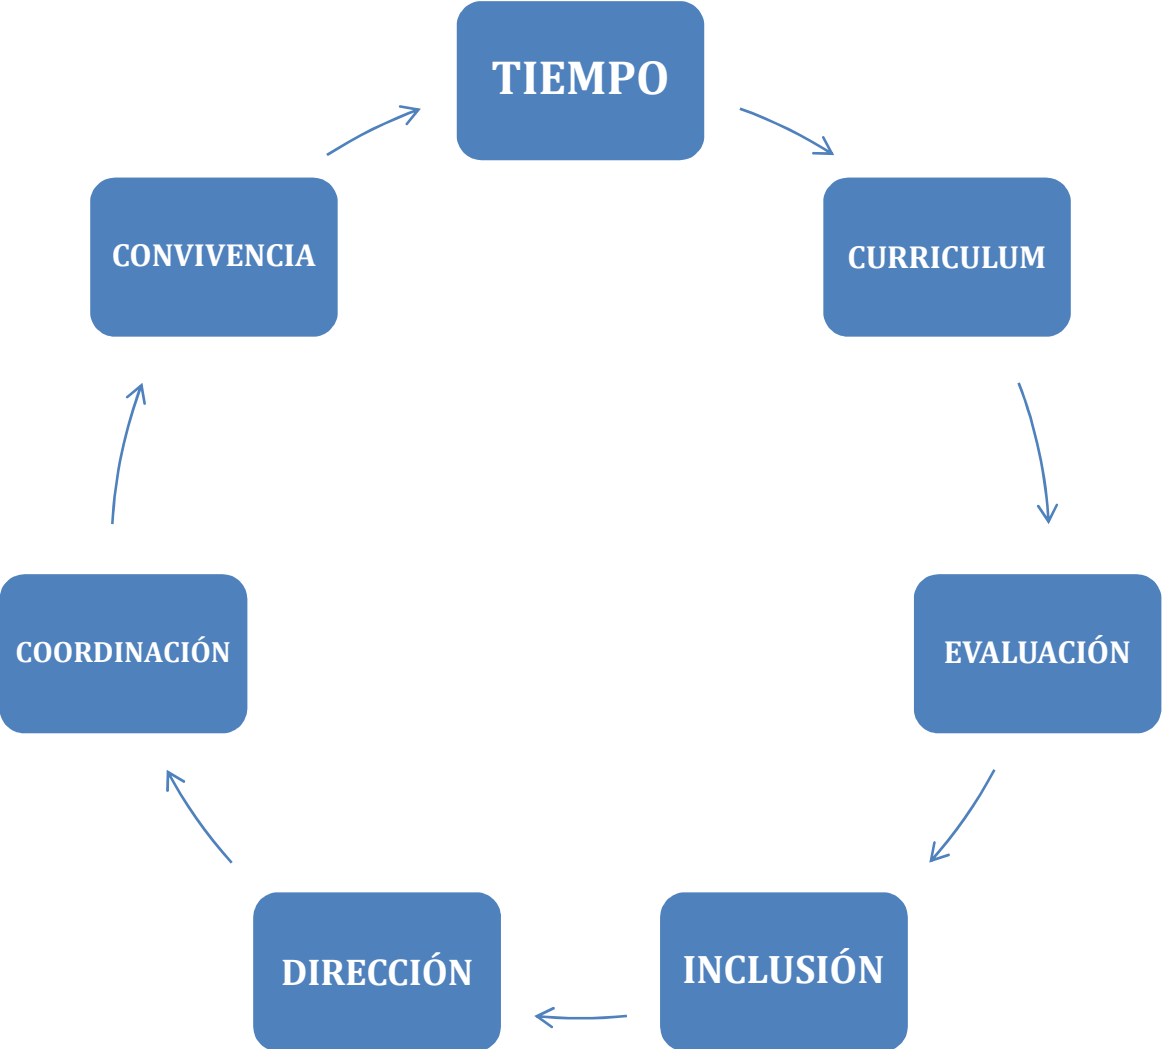 TIEMPO
CURRICULUM
EVALUACIÓN
INCLUSIÓN
DIRECCIÓN
COORDINACIÓN
CONVIVENCIA